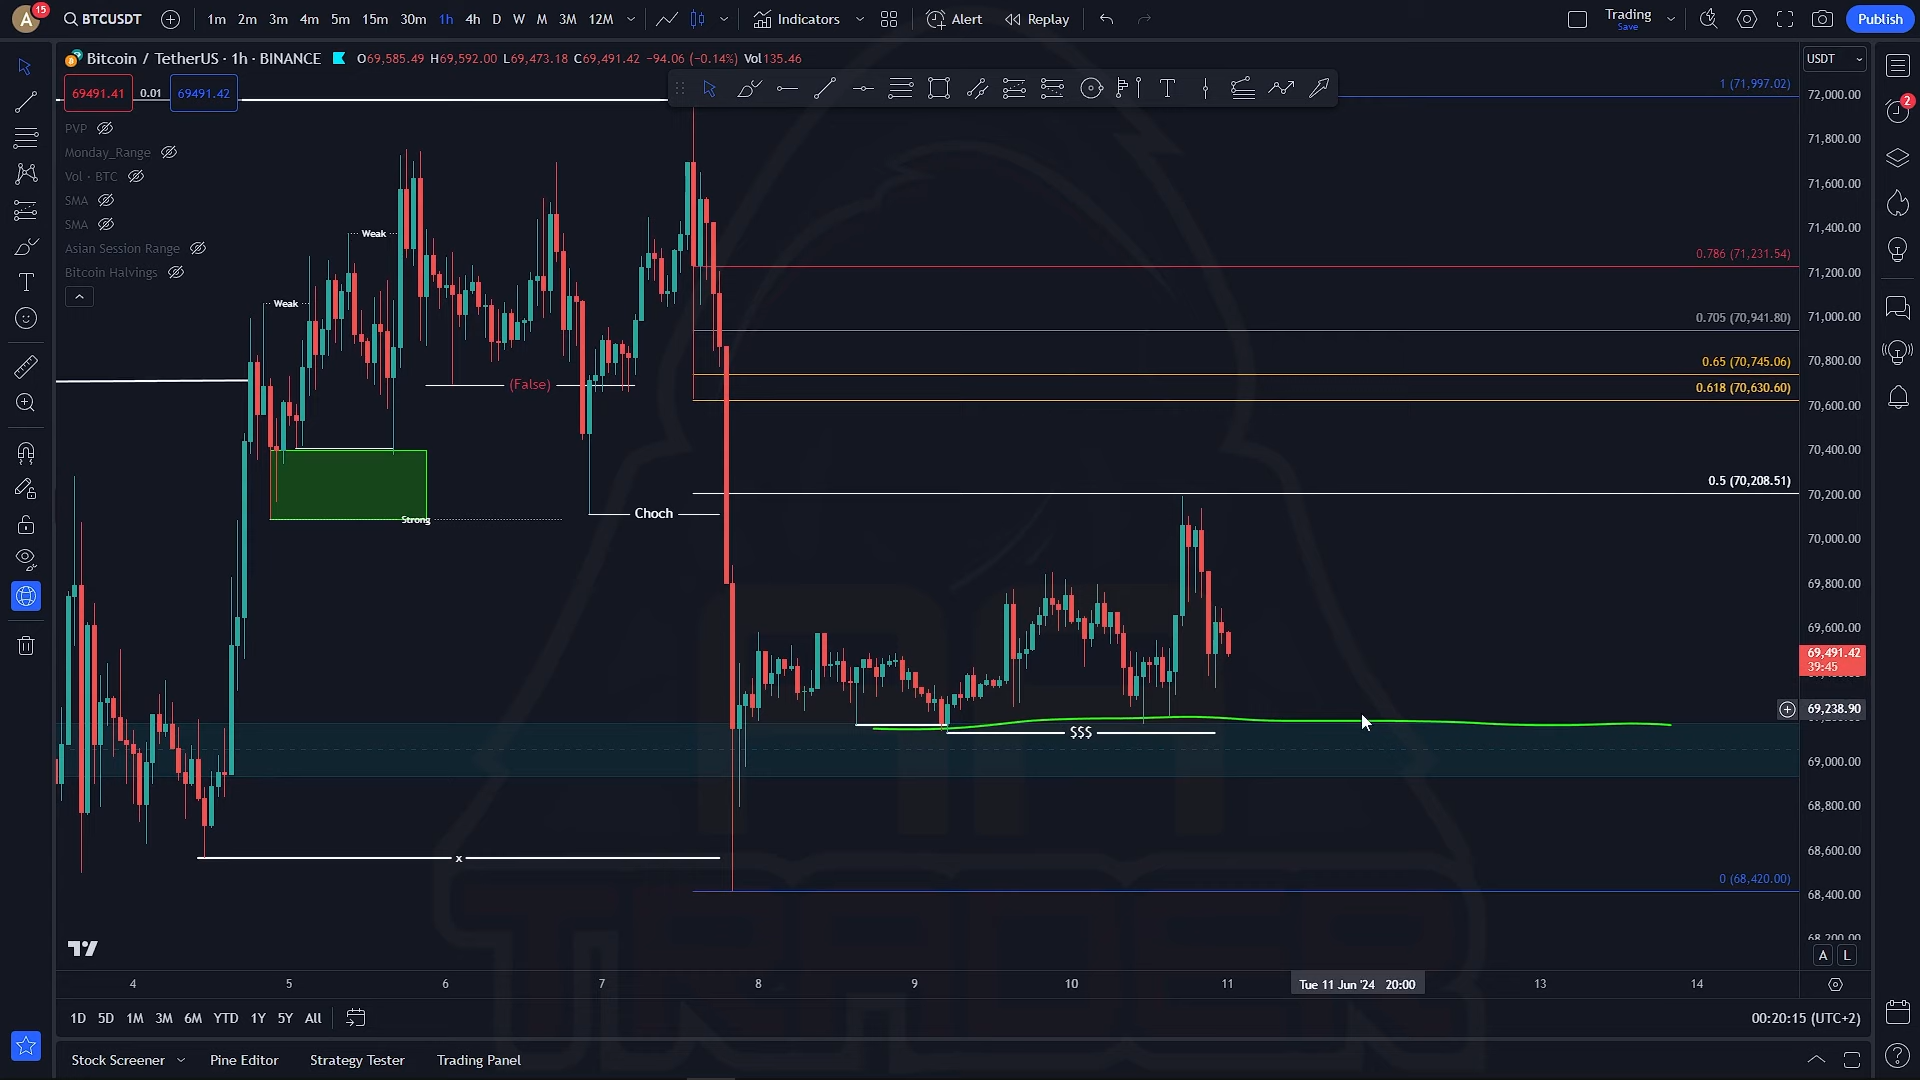 A 15 BTCUSDT 1m 2m 3m 4m 5m 15m 30m 1h 4h D W M 3M 12M Indicators Alert Replay Trading Save Publish
Bitcoin / TetherUS · 1h · BINANCE O69,585.49 H69,592.00 L69,473.18 C69,491.42 -94.06 (-0.14%) Vol135.46
USDT
69491.41 0.01 69491.42
PVP
Monday_Range
Vol · BTC
SMA
SMA
Asian Session Range
Bitcoin Halvings
Weak
Weak
(False)
Strong
Choch
$$$
x
1 (71,997.02)
0.786 (71,231.54)
0.705 (70,941.80)
0.65 (70,745.06)
0.618 (70,630.60)
0.5 (70,208.51)
0 (68,420.00)
72,000.00
71,800.00
71,600.00
71,400.00
71,200.00
71,000.00
70,800.00
70,600.00
70,400.00
70,200.00
70,000.00
69,800.00
69,600.00
69,491.42
39:45
69,238.90
69,000.00
68,800.00
68,600.00
68,400.00
68,200.00
A L
2
4 5 6 7 8 9 10 11 Tue 11 Jun '24 20:00 13 14
1D 5D 1M 3M 6M YTD 1Y 5Y All 00:20:15 (UTC+2)
Stock Screener Pine Editor Strategy Tester Trading Panel
TRADER